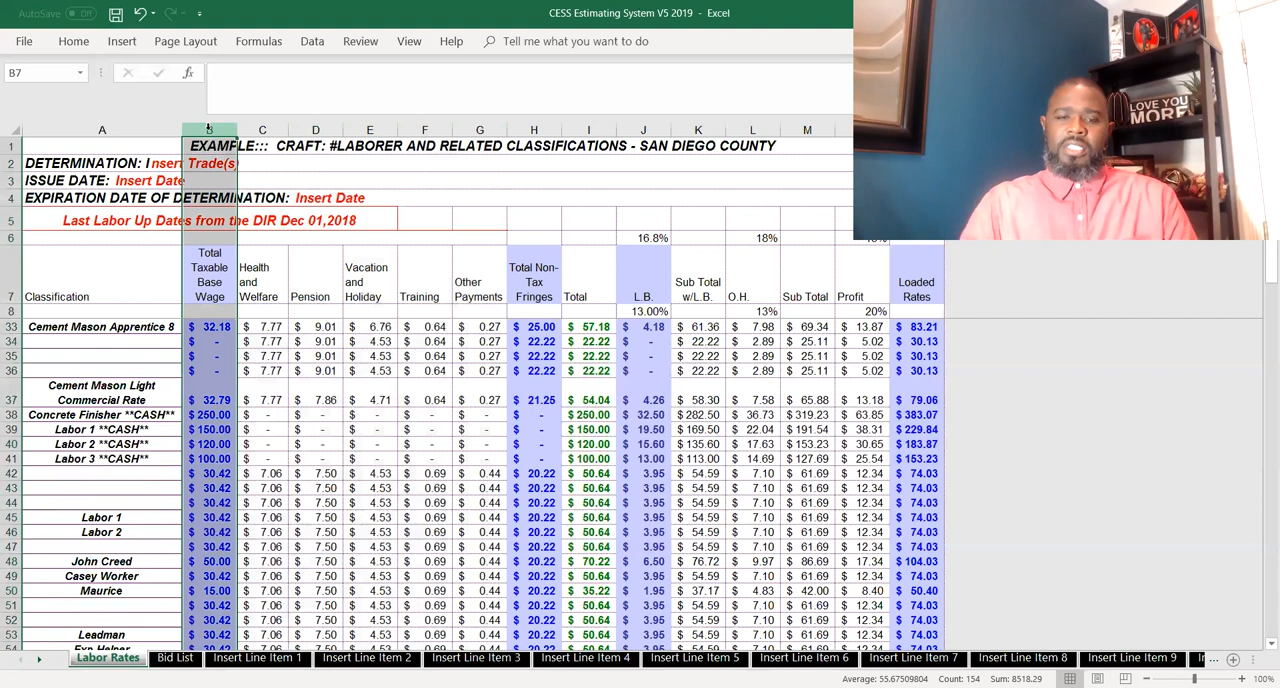 AutoSave Off
CESS Estimating System V5 2019 - Excel
File Home Insert Page Layout Formulas Data Review View Help Tell me what you want to do
B7 fx
A B C D E F G H I J K L M N O
1 EXAMPLE::: CRAFT: #LABORER AND RELATED CLASSIFICATIONS - SAN DIEGO COUNTY
2 DETERMINATION: Insert Trade(s)
3 ISSUE DATE: Insert Date
4 EXPIRATION DATE OF DETERMINATION: Insert Date
5 Last Labor Up Dates from the DIR Dec 01,2018
6 16.8% 18%
7 Classification Total Taxable Base Wage Health and Welfare Pension Vacation and Holiday Training Other Payments Total Non-Tax Fringes Total L.B. Sub Total w/L.B. O.H. Sub Total Profit Loaded Rates
8 13.00% 13% 20%
33 Cement Mason Apprentice 8 $ 32.18 $ 7.77 $ 9.01 $ 6.76 $ 0.64 $ 0.27 $ 25.00 $ 57.18 $ 4.18 $ 61.36 $ 7.98 $ 69.34 $ 13.87 $ 83.21
34 $ - $ 7.77 $ 9.01 $ 4.53 $ 0.64 $ 0.27 $ 22.22 $ 22.22 $ - $ 22.22 $ 2.89 $ 25.11 $ 5.02 $ 30.13
35 $ - $ 7.77 $ 9.01 $ 4.53 $ 0.64 $ 0.27 $ 22.22 $ 22.22 $ - $ 22.22 $ 2.89 $ 25.11 $ 5.02 $ 30.13
36 $ - $ 7.77 $ 9.01 $ 4.53 $ 0.64 $ 0.27 $ 22.22 $ 22.22 $ - $ 22.22 $ 2.89 $ 25.11 $ 5.02 $ 30.13
37 Cement Mason Light Commercial Rate $ 32.79 $ 7.77 $ 7.86 $ 4.71 $ 0.64 $ 0.27 $ 21.25 $ 54.04 $ 4.26 $ 58.30 $ 7.58 $ 65.88 $ 13.18 $ 79.06
38 Concrete Finisher **CASH** $ 250.00 $ - $ - $ - $ - $ - $ - $ 250.00 $ 32.50 $ 282.50 $ 36.73 $ 319.23 $ 63.85 $ 383.07
39 Labor 1 **CASH** $ 150.00 $ - $ - $ - $ - $ - $ - $ 150.00 $ 19.50 $ 169.50 $ 22.04 $ 191.54 $ 38.31 $ 229.84
40 Labor 2 **CASH** $ 120.00 $ - $ - $ - $ - $ - $ - $ 120.00 $ 15.60 $ 135.60 $ 17.63 $ 153.23 $ 30.65 $ 183.87
41 Labor 3 **CASH** $ 100.00 $ - $ - $ - $ - $ - $ - $ 100.00 $ 13.00 $ 113.00 $ 14.69 $ 127.69 $ 25.54 $ 153.23
42 $ 30.42 $ 7.06 $ 7.50 $ 4.53 $ 0.69 $ 0.44 $ 20.22 $ 50.64 $ 3.95 $ 54.59 $ 7.10 $ 61.69 $ 12.34 $ 74.03
43 $ 30.42 $ 7.06 $ 7.50 $ 4.53 $ 0.69 $ 0.44 $ 20.22 $ 50.64 $ 3.95 $ 54.59 $ 7.10 $ 61.69 $ 12.34 $ 74.03
44 $ 30.42 $ 7.06 $ 7.50 $ 4.53 $ 0.69 $ 0.44 $ 20.22 $ 50.64 $ 3.95 $ 54.59 $ 7.10 $ 61.69 $ 12.34 $ 74.03
45 Labor 1 $ 30.42 $ 7.06 $ 7.50 $ 4.53 $ 0.69 $ 0.44 $ 20.22 $ 50.64 $ 3.95 $ 54.59 $ 7.10 $ 61.69 $ 12.34 $ 74.03
46 Labor 2 $ 30.42 $ 7.06 $ 7.50 $ 4.53 $ 0.69 $ 0.44 $ 20.22 $ 50.64 $ 3.95 $ 54.59 $ 7.10 $ 61.69 $ 12.34 $ 74.03
47 $ 30.42 $ 7.06 $ 7.50 $ 4.53 $ 0.69 $ 0.44 $ 20.22 $ 50.64 $ 3.95 $ 54.59 $ 7.10 $ 61.69 $ 12.34 $ 74.03
48 John Creed $ 50.00 $ 7.06 $ 7.50 $ 4.53 $ 0.69 $ 0.44 $ 20.22 $ 70.22 $ 6.50 $ 76.72 $ 9.97 $ 86.69 $ 17.34 $ 104.03
49 Casey Worker $ 30.42 $ 7.06 $ 7.50 $ 4.53 $ 0.69 $ 0.44 $ 20.22 $ 50.64 $ 3.95 $ 54.59 $ 7.10 $ 61.69 $ 12.34 $ 74.03
50 Maurice $ 15.00 $ 7.06 $ 7.50 $ 4.53 $ 0.69 $ 0.44 $ 20.22 $ 35.22 $ 1.95 $ 37.17 $ 4.83 $ 42.00 $ 8.40 $ 50.40
51 $ 30.42 $ 7.06 $ 7.50 $ 4.53 $ 0.69 $ 0.44 $ 20.22 $ 50.64 $ 3.95 $ 54.59 $ 7.10 $ 61.69 $ 12.34 $ 74.03
52 $ 30.42 $ 7.06 $ 7.50 $ 4.53 $ 0.69 $ 0.44 $ 20.22 $ 50.64 $ 3.95 $ 54.59 $ 7.10 $ 61.69 $ 12.34 $ 74.03
53 Leadman $ 30.42 $ 7.06 $ 7.50 $ 4.53 $ 0.69 $ 0.44 $ 20.22 $ 50.64 $ 3.95 $ 54.59 $ 7.10 $ 61.69 $ 12.34 $ 74.03
Labor Rates Bid List Insert Line Item 1 Insert Line Item 2 Insert Line Item 3 Insert Line Item 4 Insert Line Item 5 Insert Line Item 6 Insert Line Item 7 Insert Line Item 8 Insert Line Item 9
Average: 55.67509804 Count: 154 Sum: 8518.29 100%
LOVE YOU
MORE